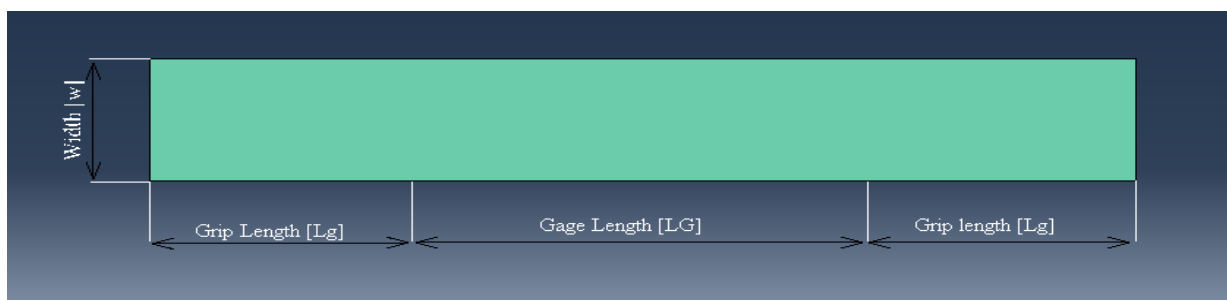 Width [w]
Grip Length [Lg]
Gage Length [LG]
Grip length [Lg]